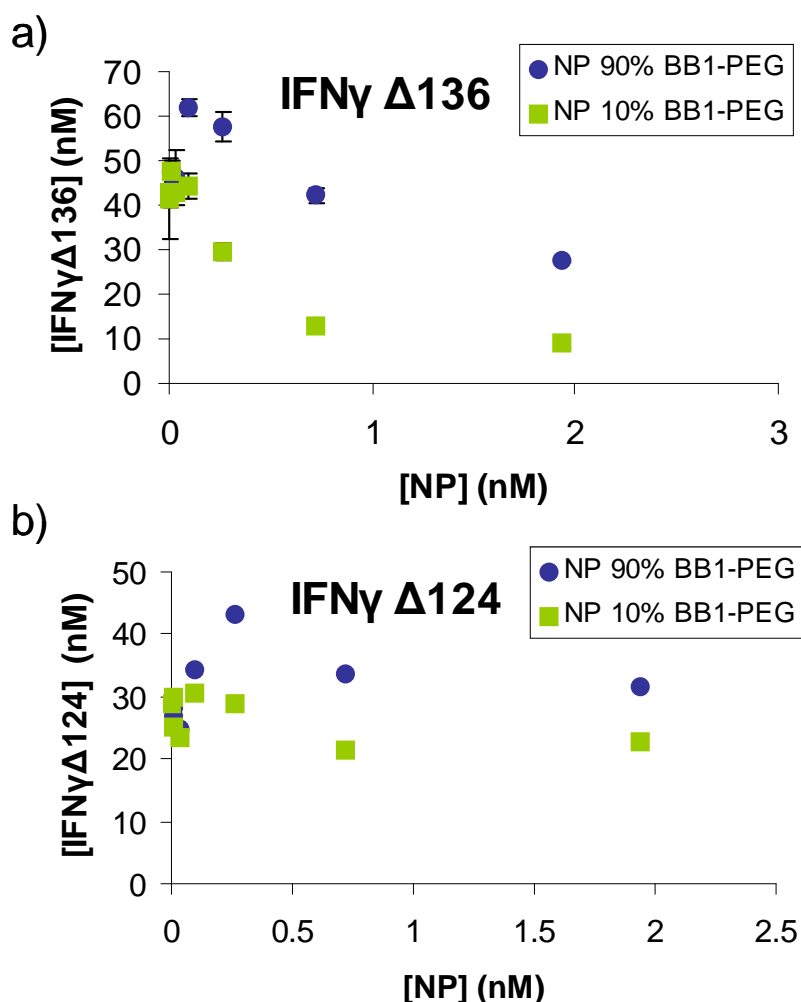 a)
NP 90% BB1-PEG
NP 10% BB1-PEG
IFNγ Δ136
[IFNγΔ136] (nM)
70
60
50
40
30
20
10
0
0 1 2 3
[NP] (nM)
b)
NP 90% BB1-PEG
NP 10% BB1-PEG
IFNγ Δ124
[IFNγΔ124] (nM)
50
40
30
20
10
0
0 0.5 1 1.5 2 2.5
[NP] (nM)